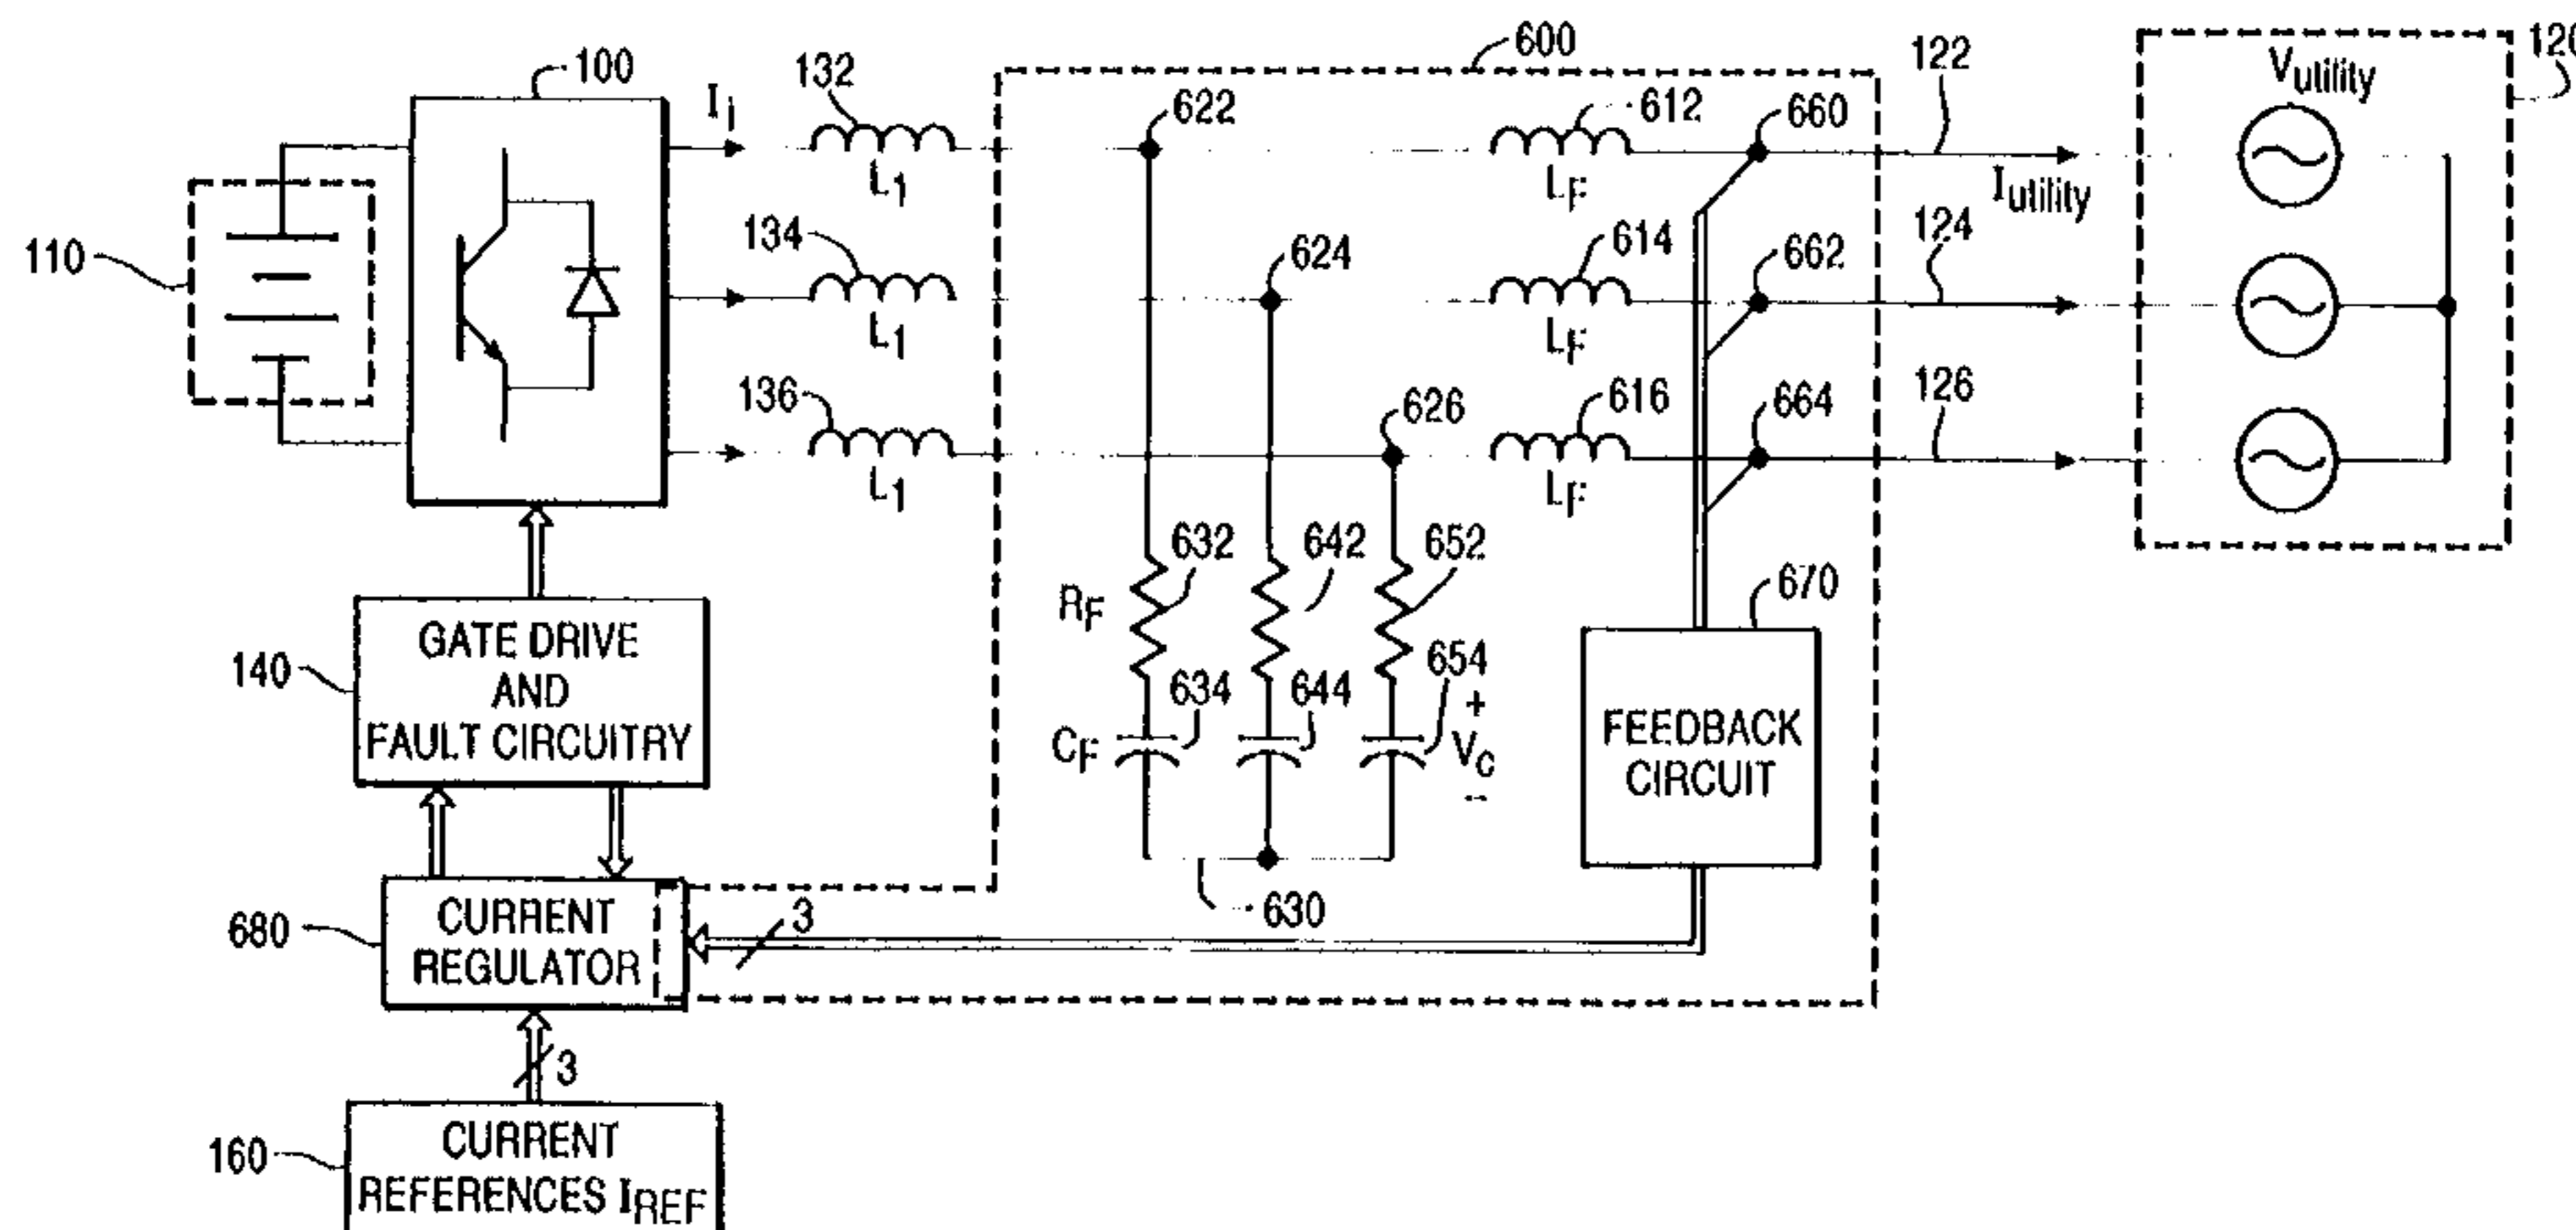 100
I_i
132
L1
600
622
612
LF
660
122
Iutility
Vutility
120
110
134
L1
624
614
LF
662
124
136
L1
626
616
LF
664
126
632
RF
642
652
634
CF
644
654
+
Vc
--
630
670
FEEDBACK
CIRCUIT
140
GATE DRIVE
AND
FAULT CIRCUITRY
680
CURRENT
REGULATOR
3
3
160
CURRENT
REFERENCES IREF